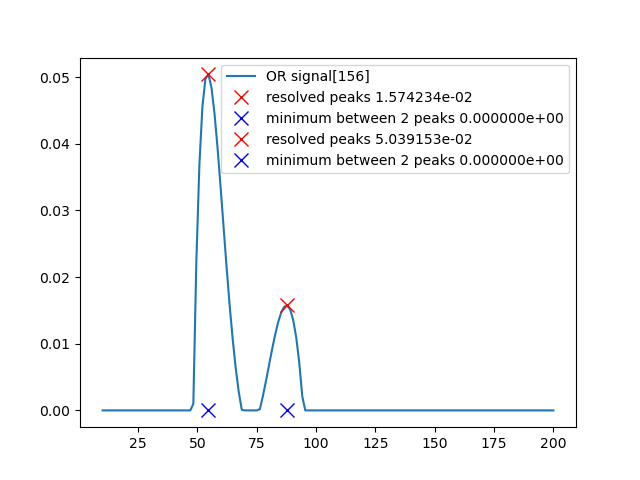 OR signal[156]
resolved peaks 1.574234e-02
minimum between 2 peaks 0.000000e+00
resolved peaks 5.039153e-02
minimum between 2 peaks 0.000000e+00
0.05
0.04
0.03
0.02
0.01
0.00
25 50 75 100 125 150 175 200